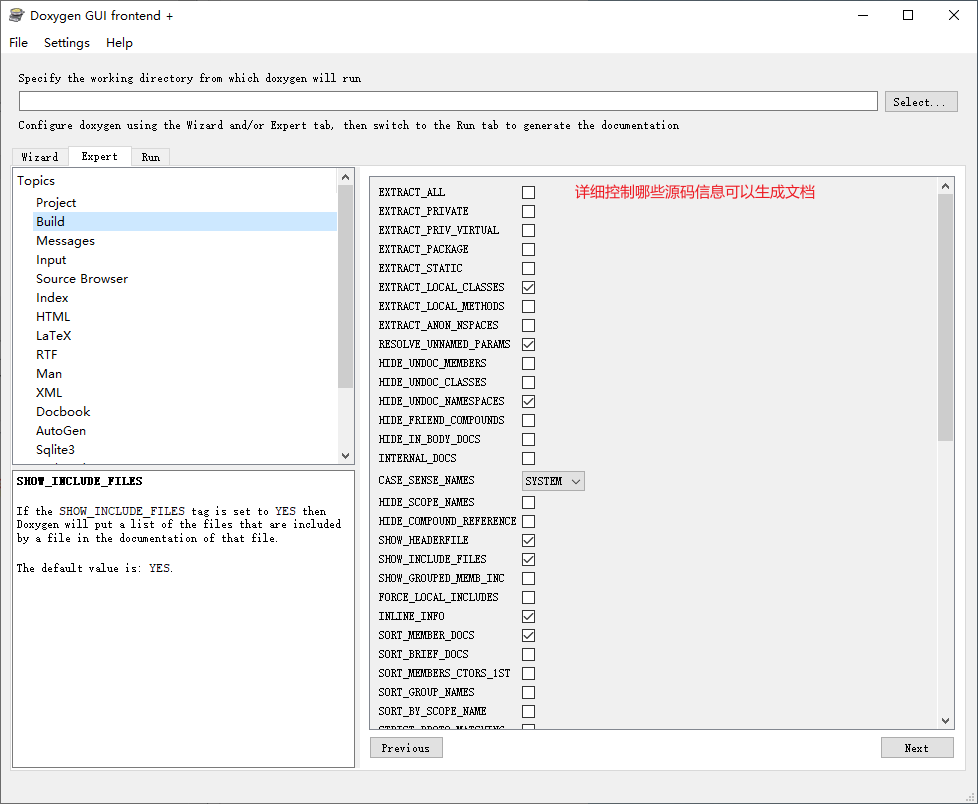 Doxygen GUI frontend +
File Settings Help
Specify the working directory from which doxygen will run
Select...
Configure doxygen using the Wizard and/or Expert tab, then switch to the Run tab to generate the documentation
Wizard Expert Run
Topics
Project
Build
Messages
Input
Source Browser
Index
HTML
LaTeX
RTF
Man
XML
Docbook
AutoGen
Sqlite3
SHOW_INCLUDE_FILES
If the SHOW_INCLUDE_FILES tag is set to YES then
Doxygen will put a list of the files that are included
by a file in the documentation of that file.
The default value is: YES.
EXTRACT_ALL
详细控制哪些源码信息可以生成文档
EXTRACT_PRIVATE
EXTRACT_PRIV_VIRTUAL
EXTRACT_PACKAGE
EXTRACT_STATIC
EXTRACT_LOCAL_CLASSES
EXTRACT_LOCAL_METHODS
EXTRACT_ANON_NSPACES
RESOLVE_UNNAMED_PARAMS
HIDE_UNDOC_MEMBERS
HIDE_UNDOC_CLASSES
HIDE_UNDOC_NAMESPACES
HIDE_FRIEND_COMPOUNDS
HIDE_IN_BODY_DOCS
INTERNAL_DOCS
CASE_SENSE_NAMES SYSTEM
HIDE_SCOPE_NAMES
HIDE_COMPOUND_REFERENCE
SHOW_HEADERFILE
SHOW_INCLUDE_FILES
SHOW_GROUPED_MEMB_INC
FORCE_LOCAL_INCLUDES
INLINE_INFO
SORT_MEMBER_DOCS
SORT_BRIEF_DOCS
SORT_MEMBERS_CTORS_1ST
SORT_GROUP_NAMES
SORT_BY_SCOPE_NAME
STRICT_PROTO_MATCHING
Previous Next